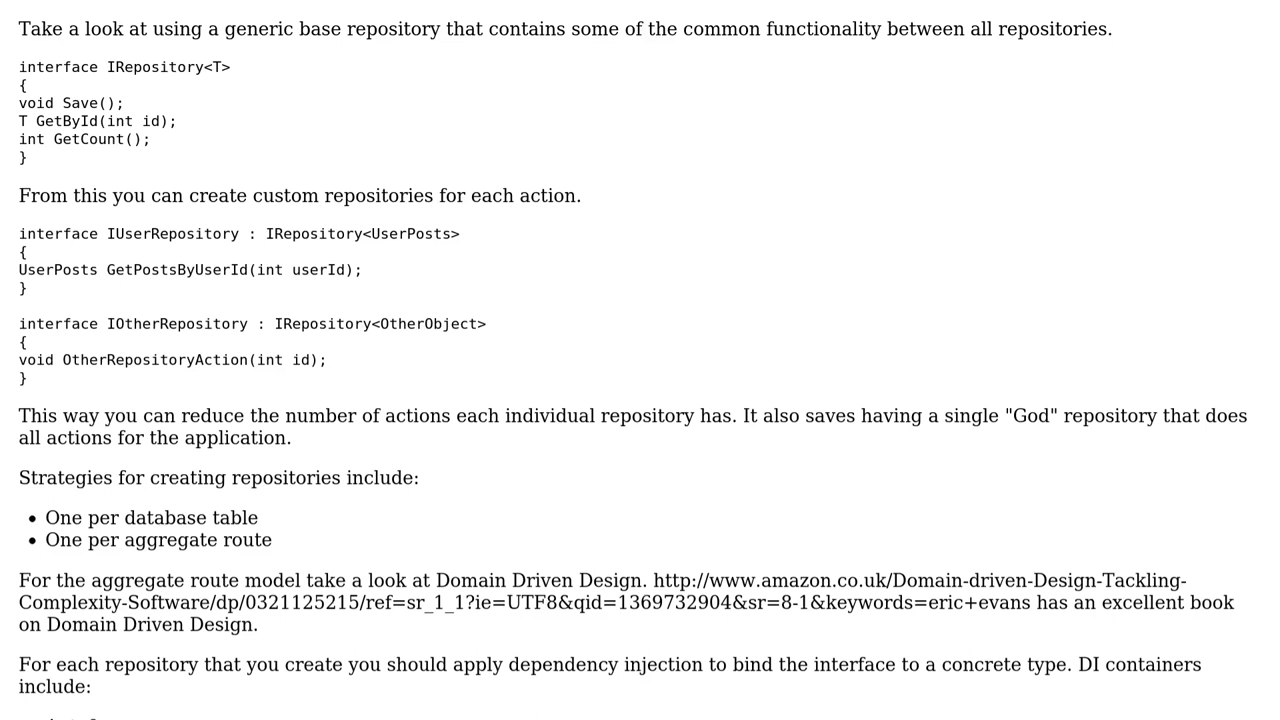 Take a look at using a generic base repository that contains some of the common functionality between all repositories.
interface IRepository<T>
{
void Save();
T GetById(int id);
int GetCount();
}
From this you can create custom repositories for each action.
interface IUserRepository : IRepository<UserPosts>
{
UserPosts GetPostsByUserId(int userId);
}
interface IOtherRepository : IRepository<OtherObject>
{
void OtherRepositoryAction(int id);
}
This way you can reduce the number of actions each individual repository has. It also saves having a single "God" repository that does
all actions for the application.
Strategies for creating repositories include:
• One per database table
• One per aggregate route
For the aggregate route model take a look at Domain Driven Design. http://www.amazon.co.uk/Domain-driven-Design-Tackling-
Complexity-Software/dp/0321125215/ref=sr_1_1?ie=UTF8&qid=1369732904&sr=8-1&keywords=eric+evans has an excellent book
on Domain Driven Design.
For each repository that you create you should apply dependency injection to bind the interface to a concrete type. DI containers
include: